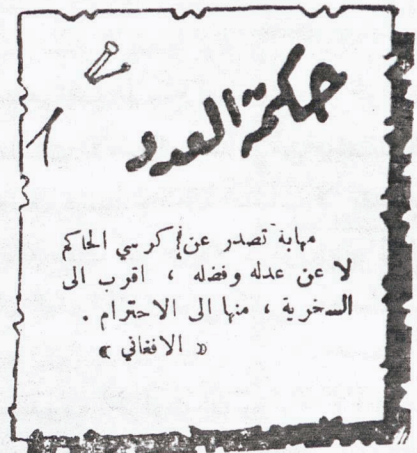 حكمة العدد
مهابة تصدر عن كرسي الحاكم
لا عن عدله وفضله ، اقرب الى
السخرية ، منها الى الاحترام .
« الافغاني »